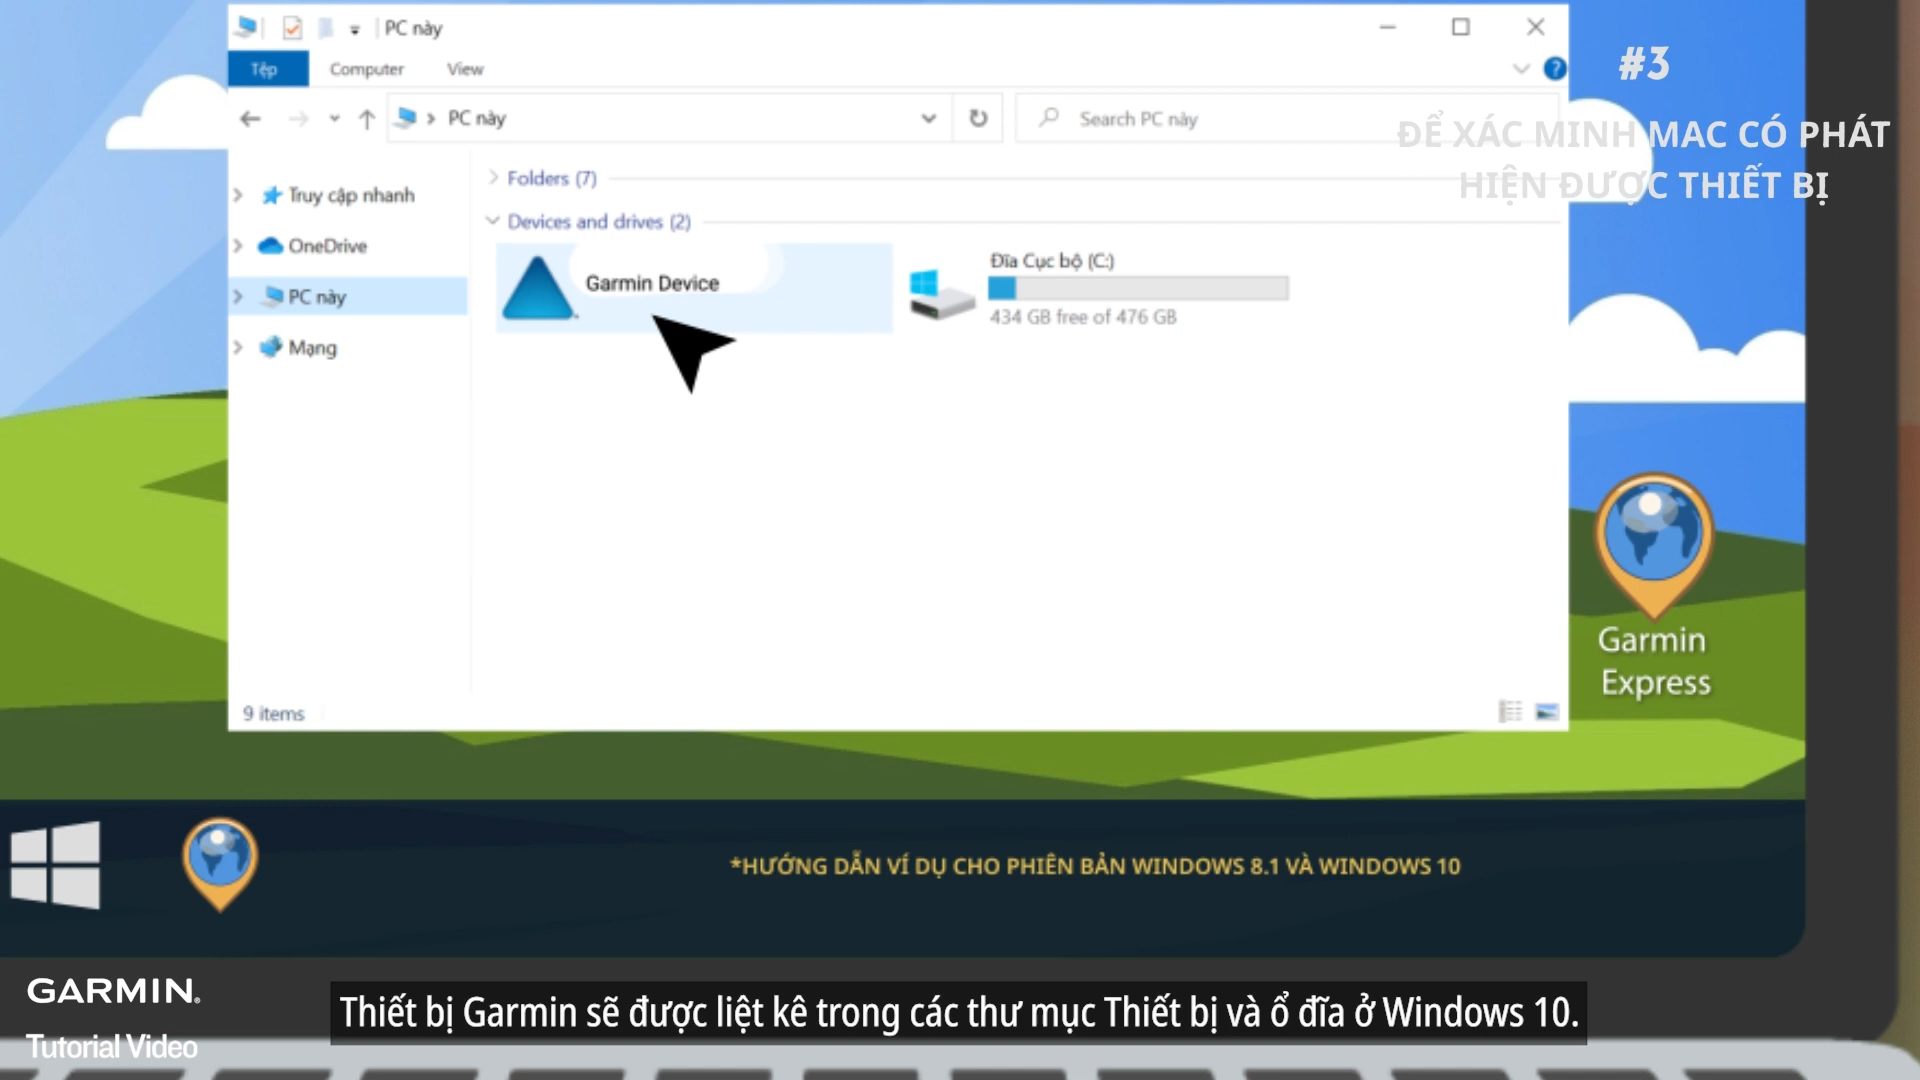 PC này
Tệp
Computer
View
?
PC này
Search PC này
#3
ĐỂ XÁC MINH MAC CÓ PHÁT
HIỆN ĐƯỢC THIẾT BỊ
Truy cập nhanh
OneDrive
PC này
Mạng
Folders (7)
Devices and drives (2)
Garmin Device
Đĩa Cục bộ (C:)
434 GB free of 476 GB
9 items
Garmin
Express
*HƯỚNG DẪN VÍ DỤ CHO PHIÊN BẢN WINDOWS 8.1 VÀ WINDOWS 10
GARMIN®
Tutorial Video
Thiết bị Garmin sẽ được liệt kê trong các thư mục Thiết bị và ổ đĩa ở Windows 10.